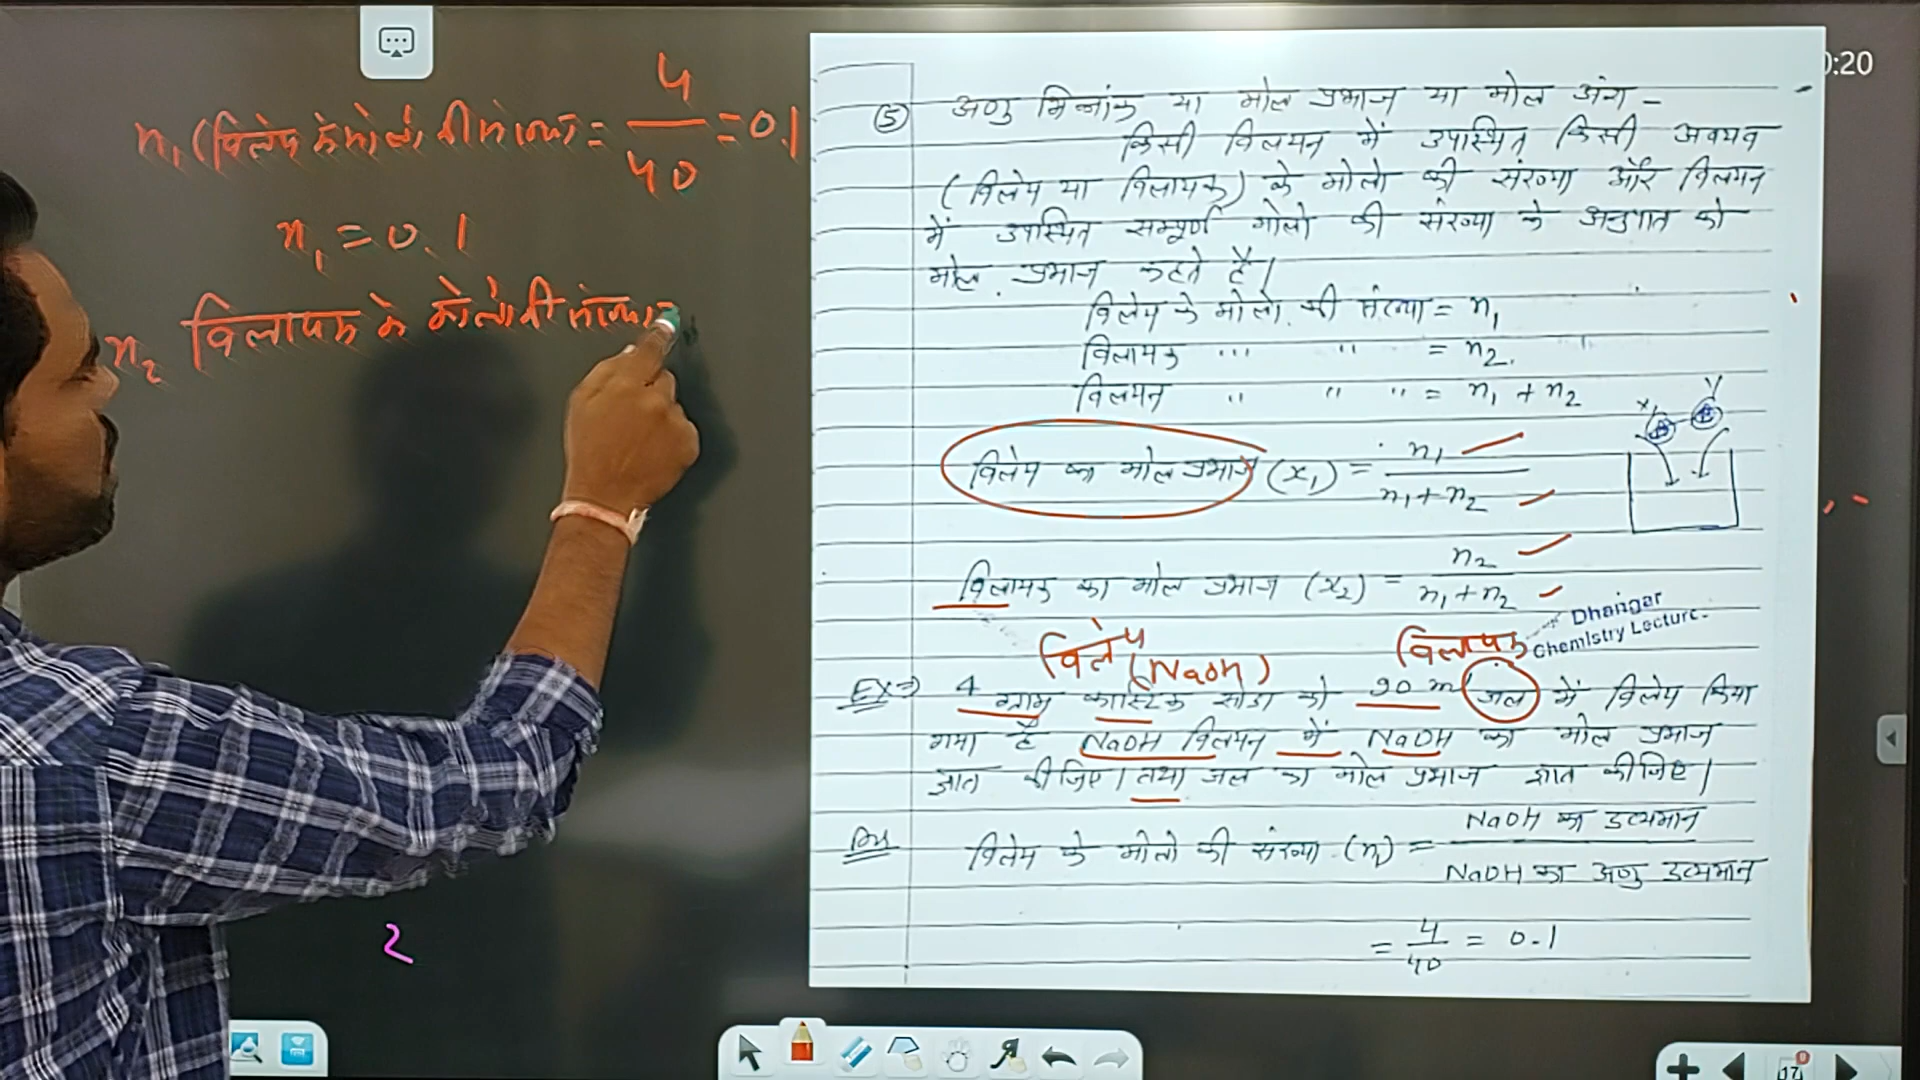 n₁ (विलेय के मोलो की संख्या) = 4/40 = 0.1
n₁ = 0.1
n₂ विलायक के मोलो की संख्या =
:20
⑤ अणु भिन्नांक या मोल प्रभाज या मोल अंश -
किसी विलयन में उपस्थित किसी अवयव
(विलेय या विलायक) के मोलो की संख्या और विलयन
में उपस्थित सम्पूर्ण मोलो की संख्या के अनुपात को
मोल प्रभाज कहते है।
विलेय के मोलो की संख्या = n₁
विलायक ''' '' = n₂.
विलयन '' '' '' = n₁ + n₂
x₁ y
विलेय का मोल प्रभाज (x₁) = n₁/(n₁+n₂)
विलायक का मोल प्रभाज (x₂) = n₂/(n₁+n₂)
Dhangar
Chemistry Lecture.
विलेय (NaOH) विलायक
EX⇒ 4 ग्राम कास्टिक सोडा को 90 ml जल में विलेय किया
गया है NaOH विलयन में NaOH का मोल प्रभाज
ज्ञात कीजिए। तथा जल का मोल प्रभाज ज्ञात कीजिए।
विलेय के मोलो की संख्या (n₁) = NaOH का द्रव्यमान/NaOH का अणु द्रव्यमान
= 4/40 = 0.1
2
17